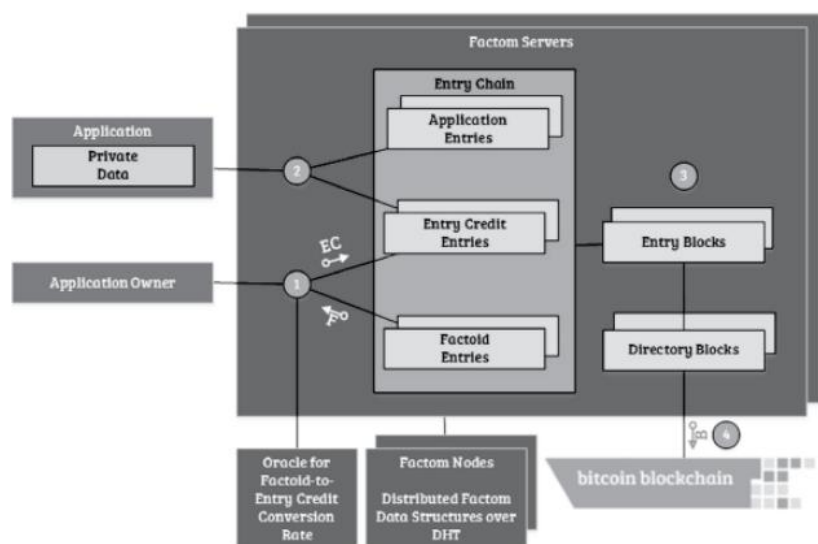 Factom Servers
Entry Chain
Application
Entries
Application
Private
Data
2
3
EC
Entry Credit
Entries
Entry Blocks
Application Owner
1
F
Factoid
Entries
Directory Blocks
B
4
Oracle for
Factoid-to-
Entry Credit
Conversion
Rate
Factom Nodes
Distributed Factom
Data Structures over
DHT
bitcoin blockchain